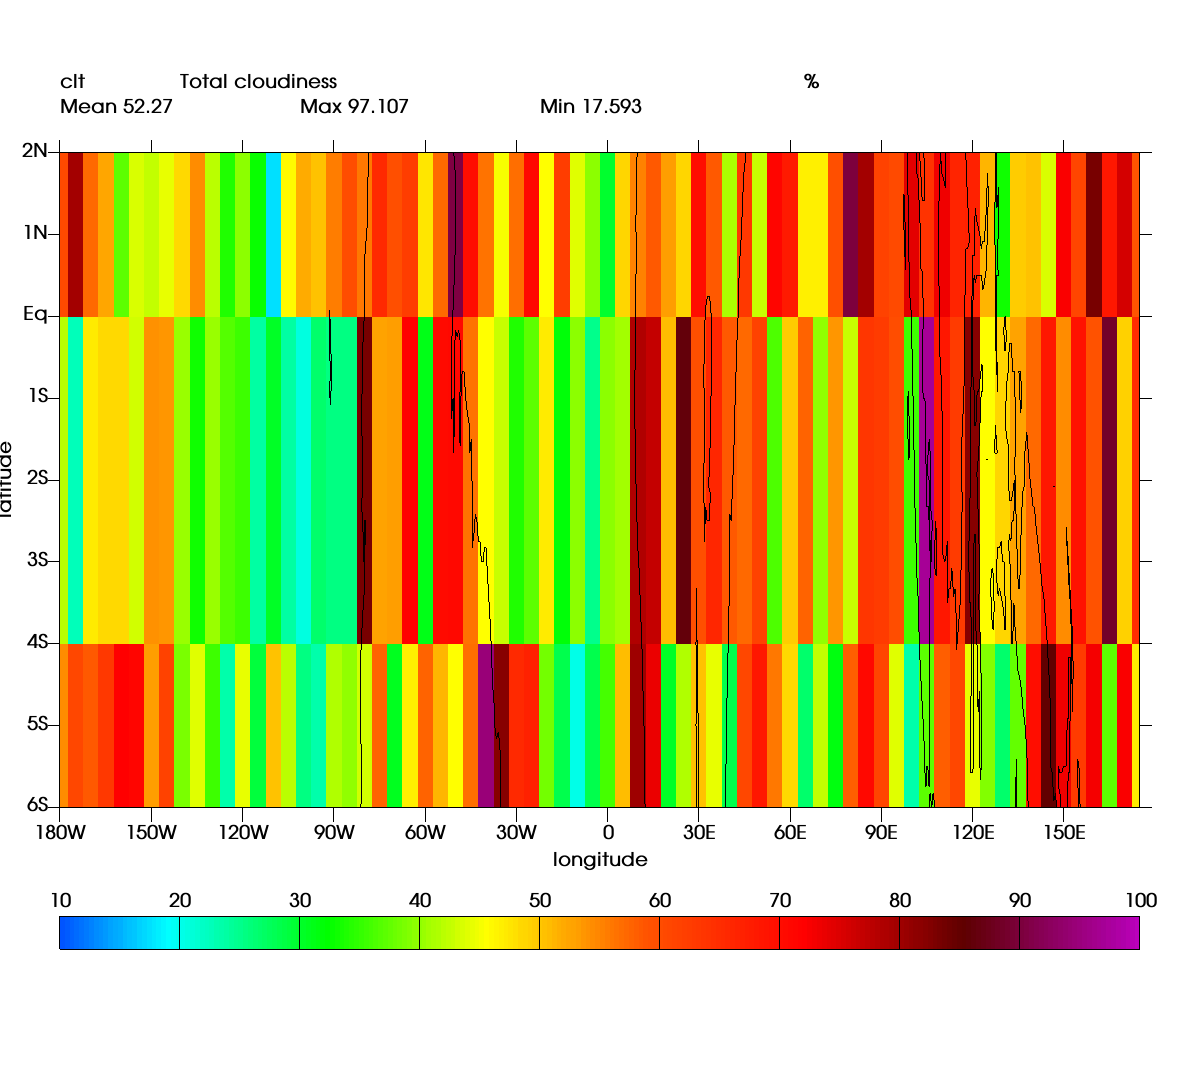 clt Total cloudiness %
Mean 52.27 Max 97.107 Min 17.593
2N
1N
Eq
1S
2S
3S
4S
5S
6S
latitude
180W 150W 120W 90W 60W 30W 0 30E 60E 90E 120E 150E
longitude
10 20 30 40 50 60 70 80 90 100